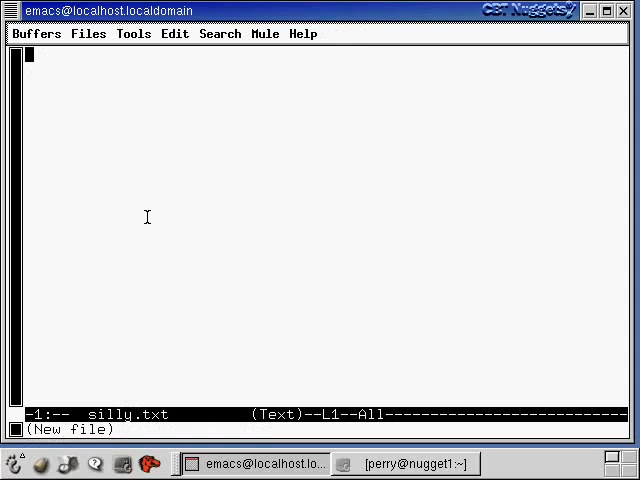 emacs@localhost.localdomain CBT Nuggets
Buffers Files Tools Edit Search Mule Help
-1:-- silly.txt (Text)--L1--All---------------------------
(New file)
emacs@localhost.lo... [perry@nugget1:~]